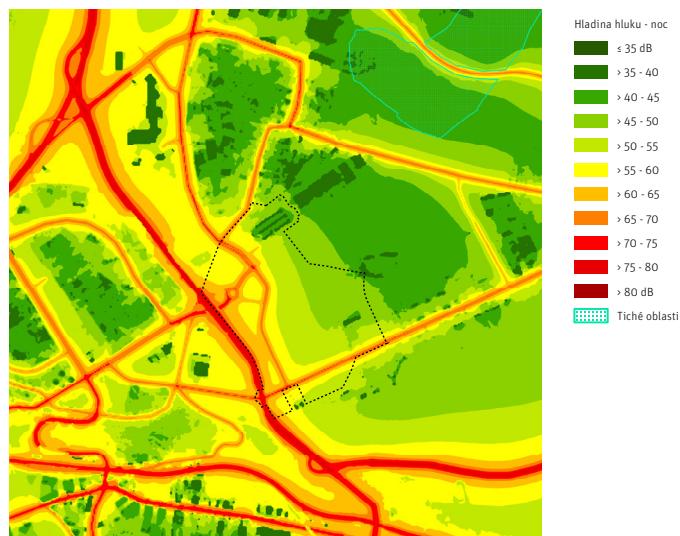 Hladina hluku - noc
≤ 35 dB
> 35 - 40
> 40 - 45
> 45 - 50
> 50 - 55
> 55 - 60
> 60 - 65
> 65 - 70
> 70 - 75
> 75 - 80
> 80 dB
Tiché oblasti